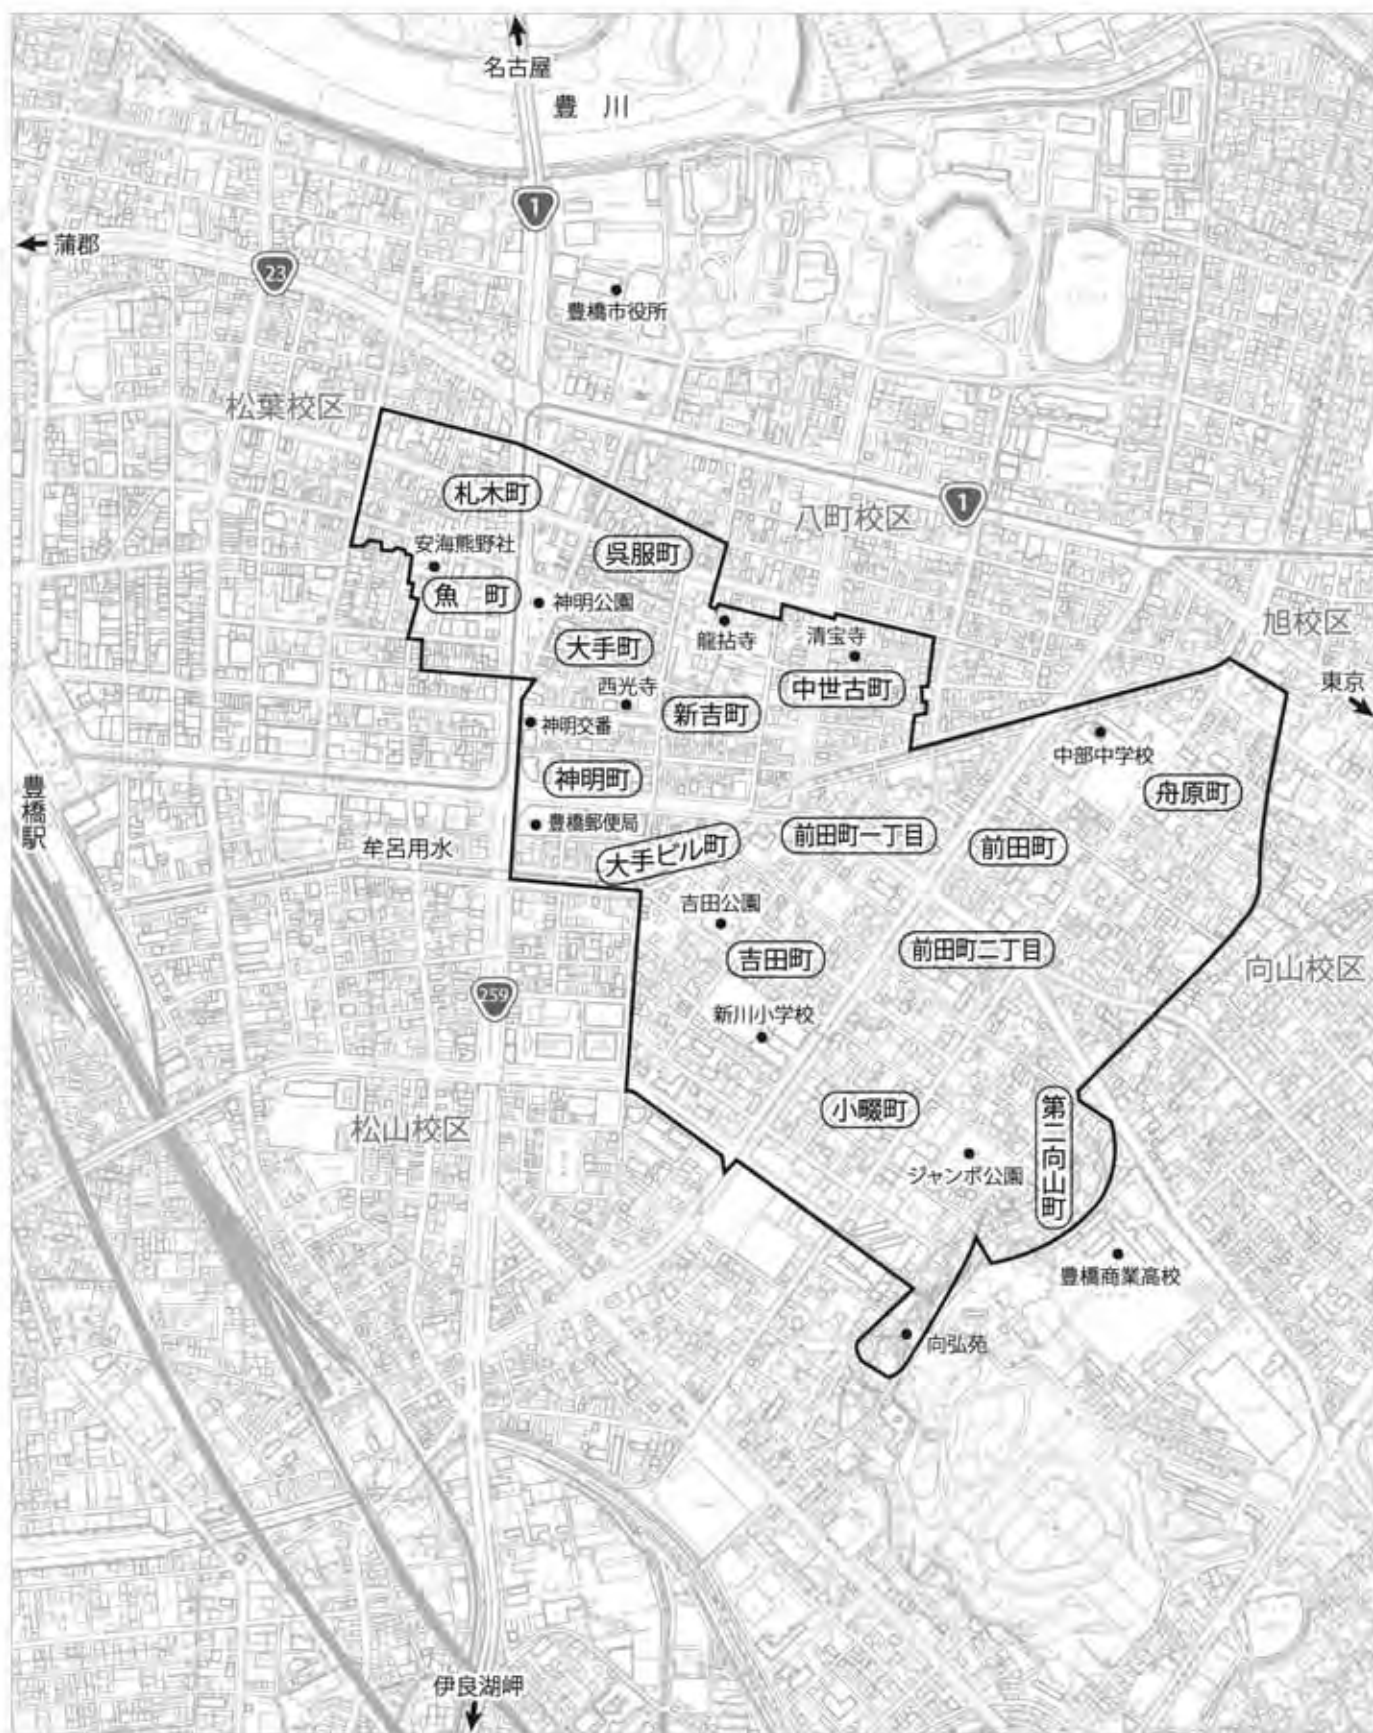 名古屋
豊 川
1
蒲郡
23
豊橋市役所
松葉校区
札木町
1
八町校区
安海熊野社
呉服町
魚 町
神明公園
龍拈寺
清宝寺
旭校区
大手町
東京
西光寺
中世古町
新吉町
神明交番
中部中学校
神明町
舟原町
豊橋駅
豊橋郵便局
前田町一丁目
前田町
牟呂用水
大手ビル町
吉田公園
吉田町
前田町二丁目
向山校区
259
新川小学校
小畷町
第二向山町
松山校区
ジャンボ公園
豊橋商業高校
向弘苑
伊良湖岬